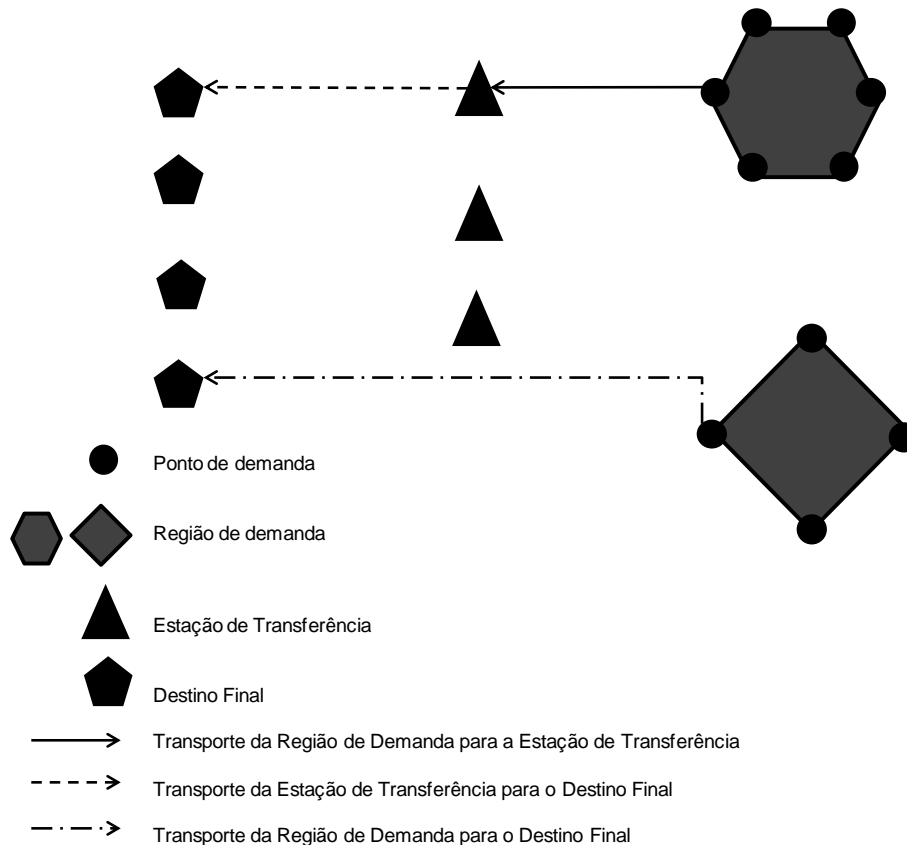 Ponto de demanda
Região de demanda
Estação de Transferência
Destino Final
Transporte da Região de Demanda para a Estação de Transferência
Transporte da Estação de Transferência para o Destino Final
Transporte da Região de Demanda para o Destino Final